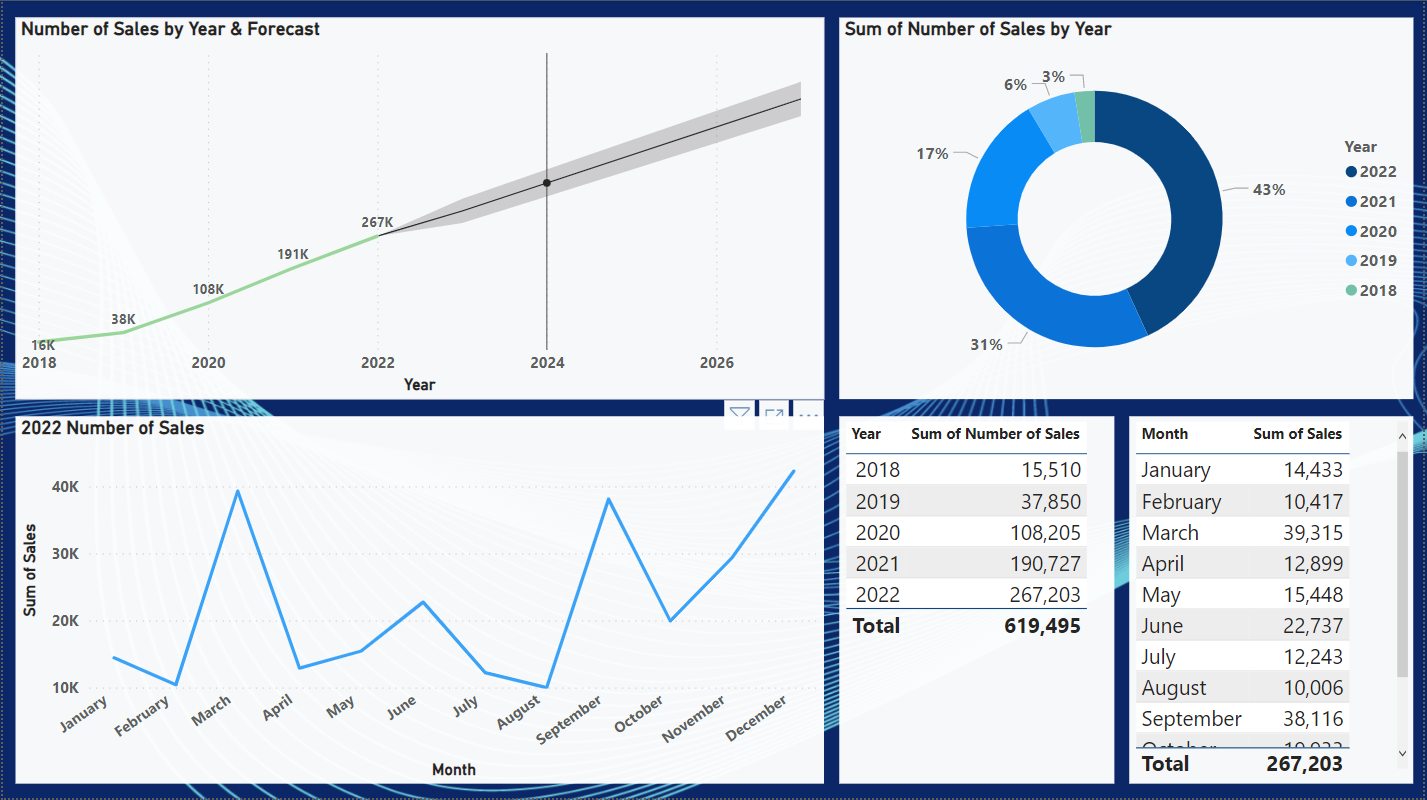 Number of Sales by Year & Forecast
267K
191K
108K
38K
16K
2018 2020 2022 2024 2026
Year
Sum of Number of Sales by Year
3%
6%
17%
43%
31%
Year
2022
2021
2020
2019
2018
2022 Number of Sales
Sum of Sales
40K
30K
20K
10K
January February March April May June July August September October November December
Month
Year Sum of Number of Sales
2018 15,510
2019 37,850
2020 108,205
2021 190,727
2022 267,203
Total 619,495
Month Sum of Sales
January 14,433
February 10,417
March 39,315
April 12,899
May 15,448
June 22,737
July 12,243
August 10,006
September 38,116
October
Total 267,203